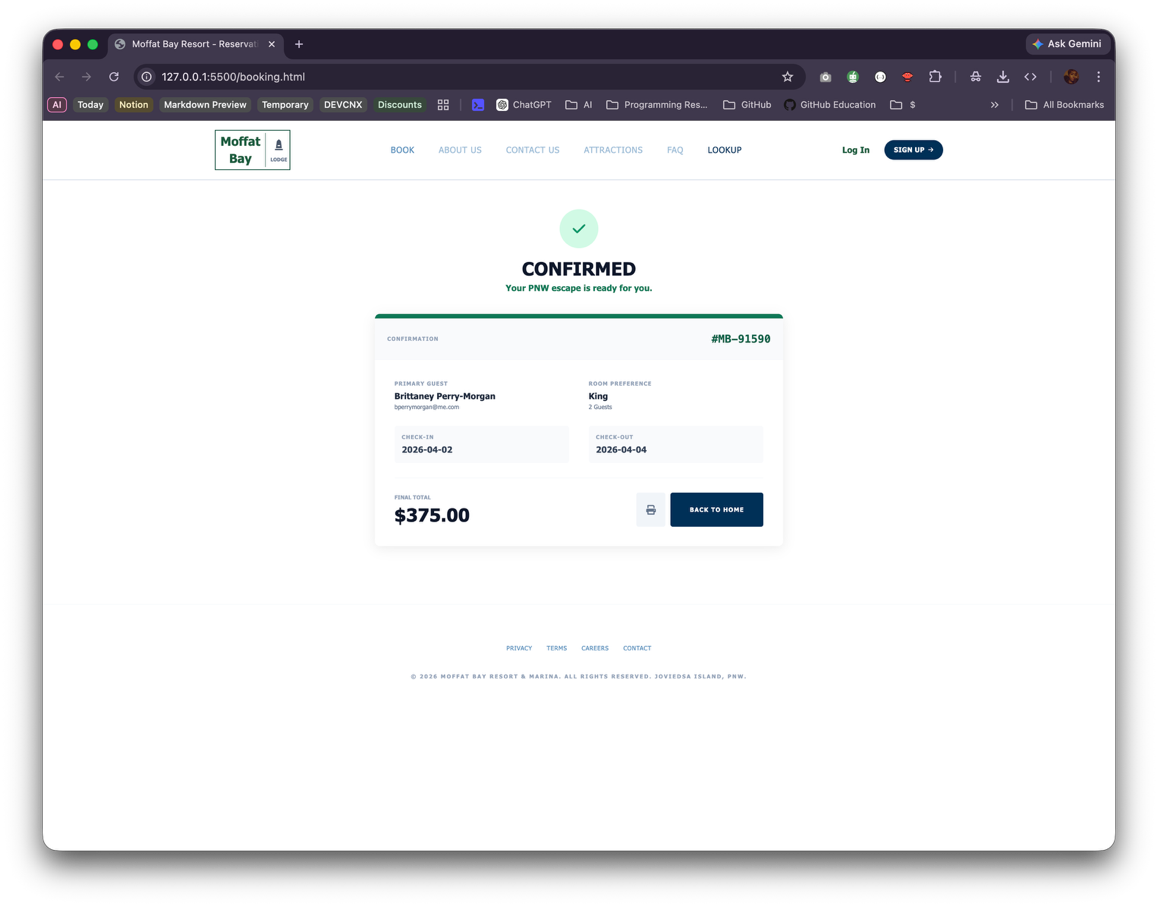 Moffat Bay Resort - Reservati
Ask Gemini
127.0.0.1:5500/booking.html
AI
Today
Notion
Markdown Preview
Temporary
DEVCNX
Discounts
ChatGPT
AI
Programming Res...
GitHub
GitHub Education
$
All Bookmarks
Moffat
Bay
LODGE
BOOK
ABOUT US
CONTACT US
ATTRACTIONS
FAQ
LOOKUP
Log In
SIGN UP →
CONFIRMED
Your PNW escape is ready for you.
CONFIRMATION
#MB-91590
PRIMARY GUEST
Brittaney Perry-Morgan
bperrymorgan@me.com
ROOM PREFERENCE
King
2 Guests
CHECK-IN
2026-04-02
CHECK-OUT
2026-04-04
FINAL TOTAL
$375.00
BACK TO HOME
PRIVACY
TERMS
CAREERS
CONTACT
© 2026 MOFFAT BAY RESORT & MARINA. ALL RIGHTS RESERVED. JOVIEDSA ISLAND, PNW.